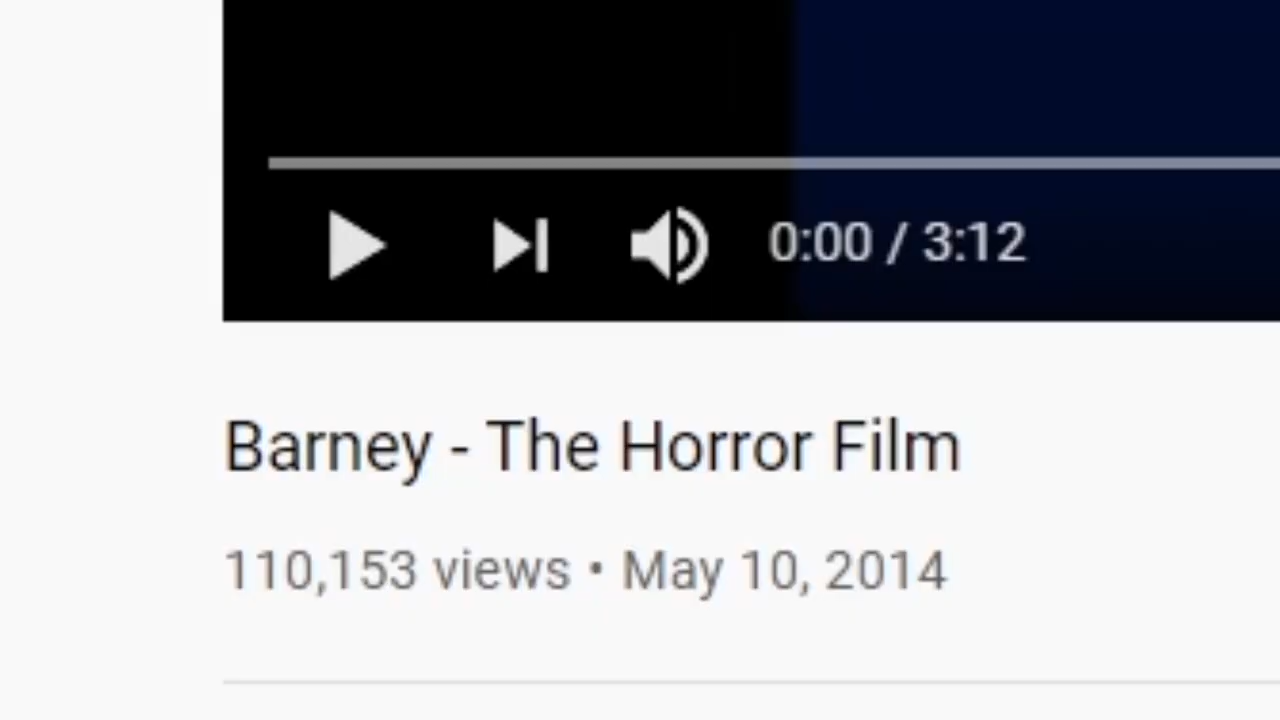 0:00 / 3:12
Barney - The Horror Film
110,153 views • May 10, 2014